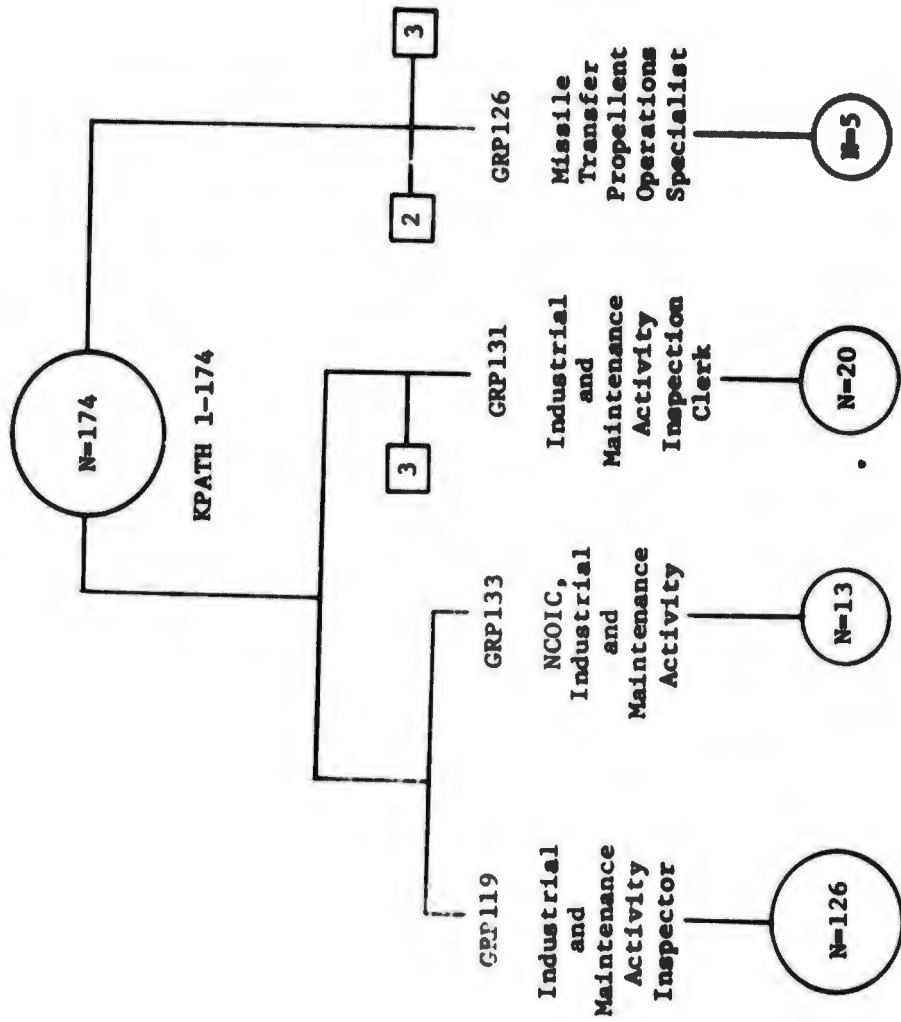 N=174
KPATH 1-174
2
3
3
GRP119
Industrial
and
Maintenance
Activity
Inspector
N=126
GRP133
NCOIC,
Industrial
and
Maintenance
Activity
N=13
GRP131
Industrial
and
Maintenance
Activity
Inspection
Clerk
N=20
GRP126
Missile
Transfer
Propellent
Operations
Specialist
N=5